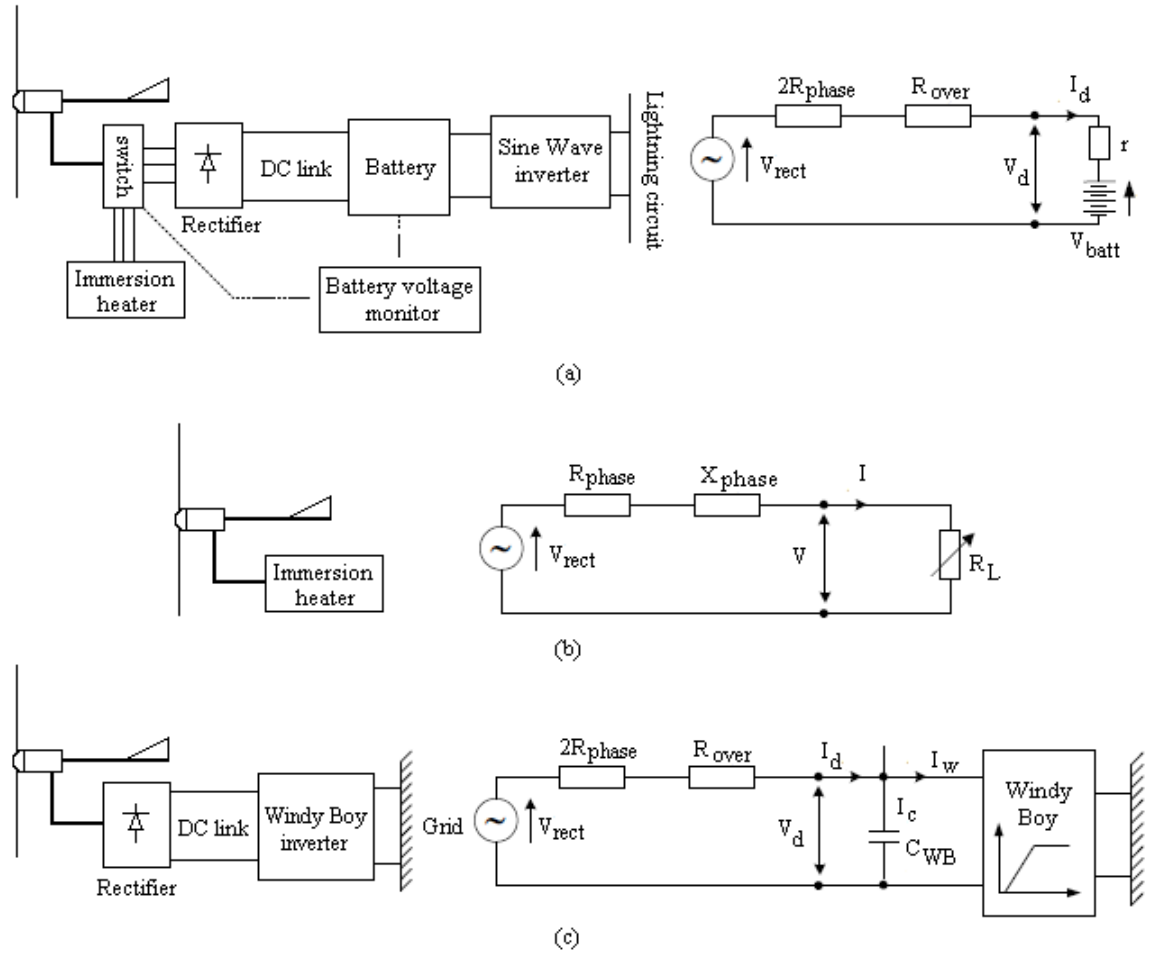 switch
Rectifier
DC link
Battery
Sine Wave
inverter
Lightning circuit
Immersion
heater
Battery voltage
monitor
2Rphase
Rover
Id
~
Vrect
Vd
r
Vbatt
(a)
Immersion
heater
Rphase
Xphase
I
~
Vrect
V
RL
(b)
Rectifier
DC link
Windy Boy
inverter
Grid
2Rphase
Rover
Id
Iw
~
Vrect
Vd
Ic
CWB
Windy
Boy
(c)